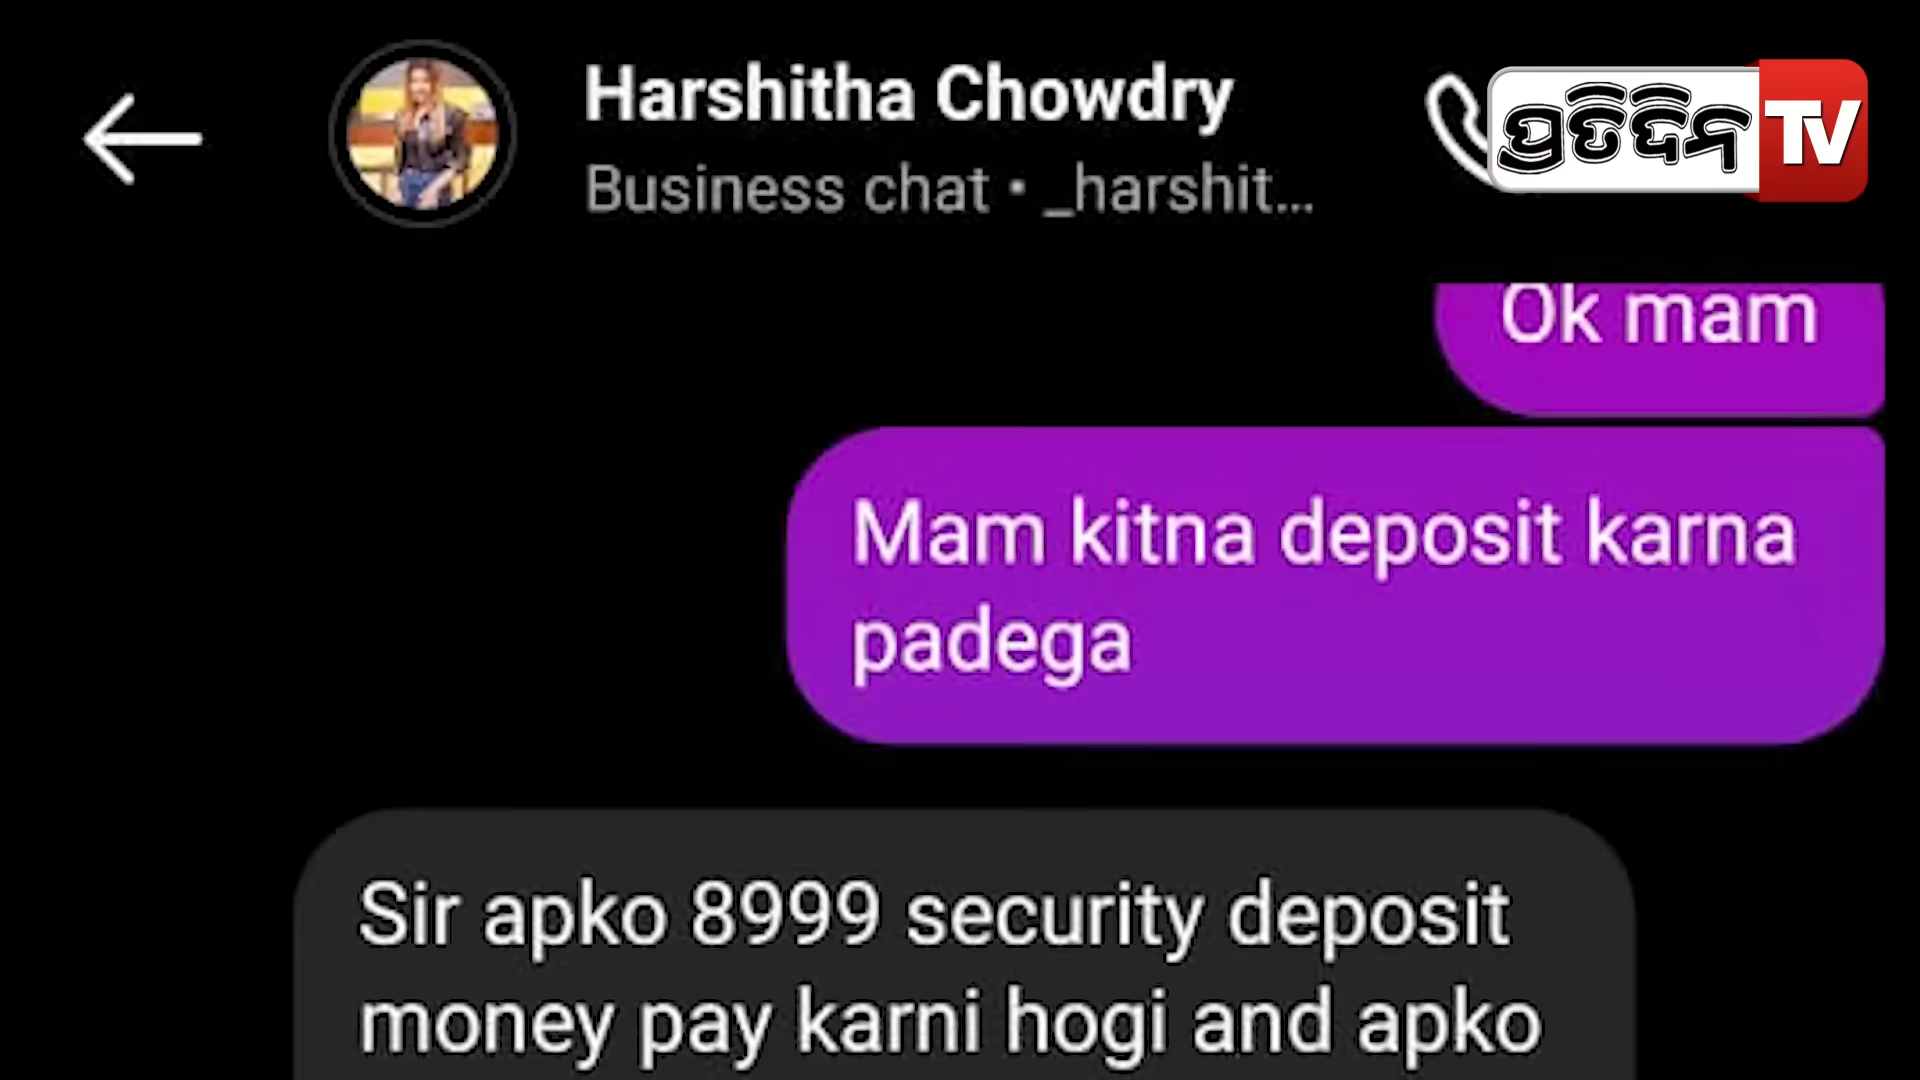 Harshitha Chowdry
Business chat • _harshit...
ପ୍ରତିଦିନ TV
Ok mam
Mam kitna deposit karna
padega
Sir apko 8999 security deposit
money pay karni hogi and apko